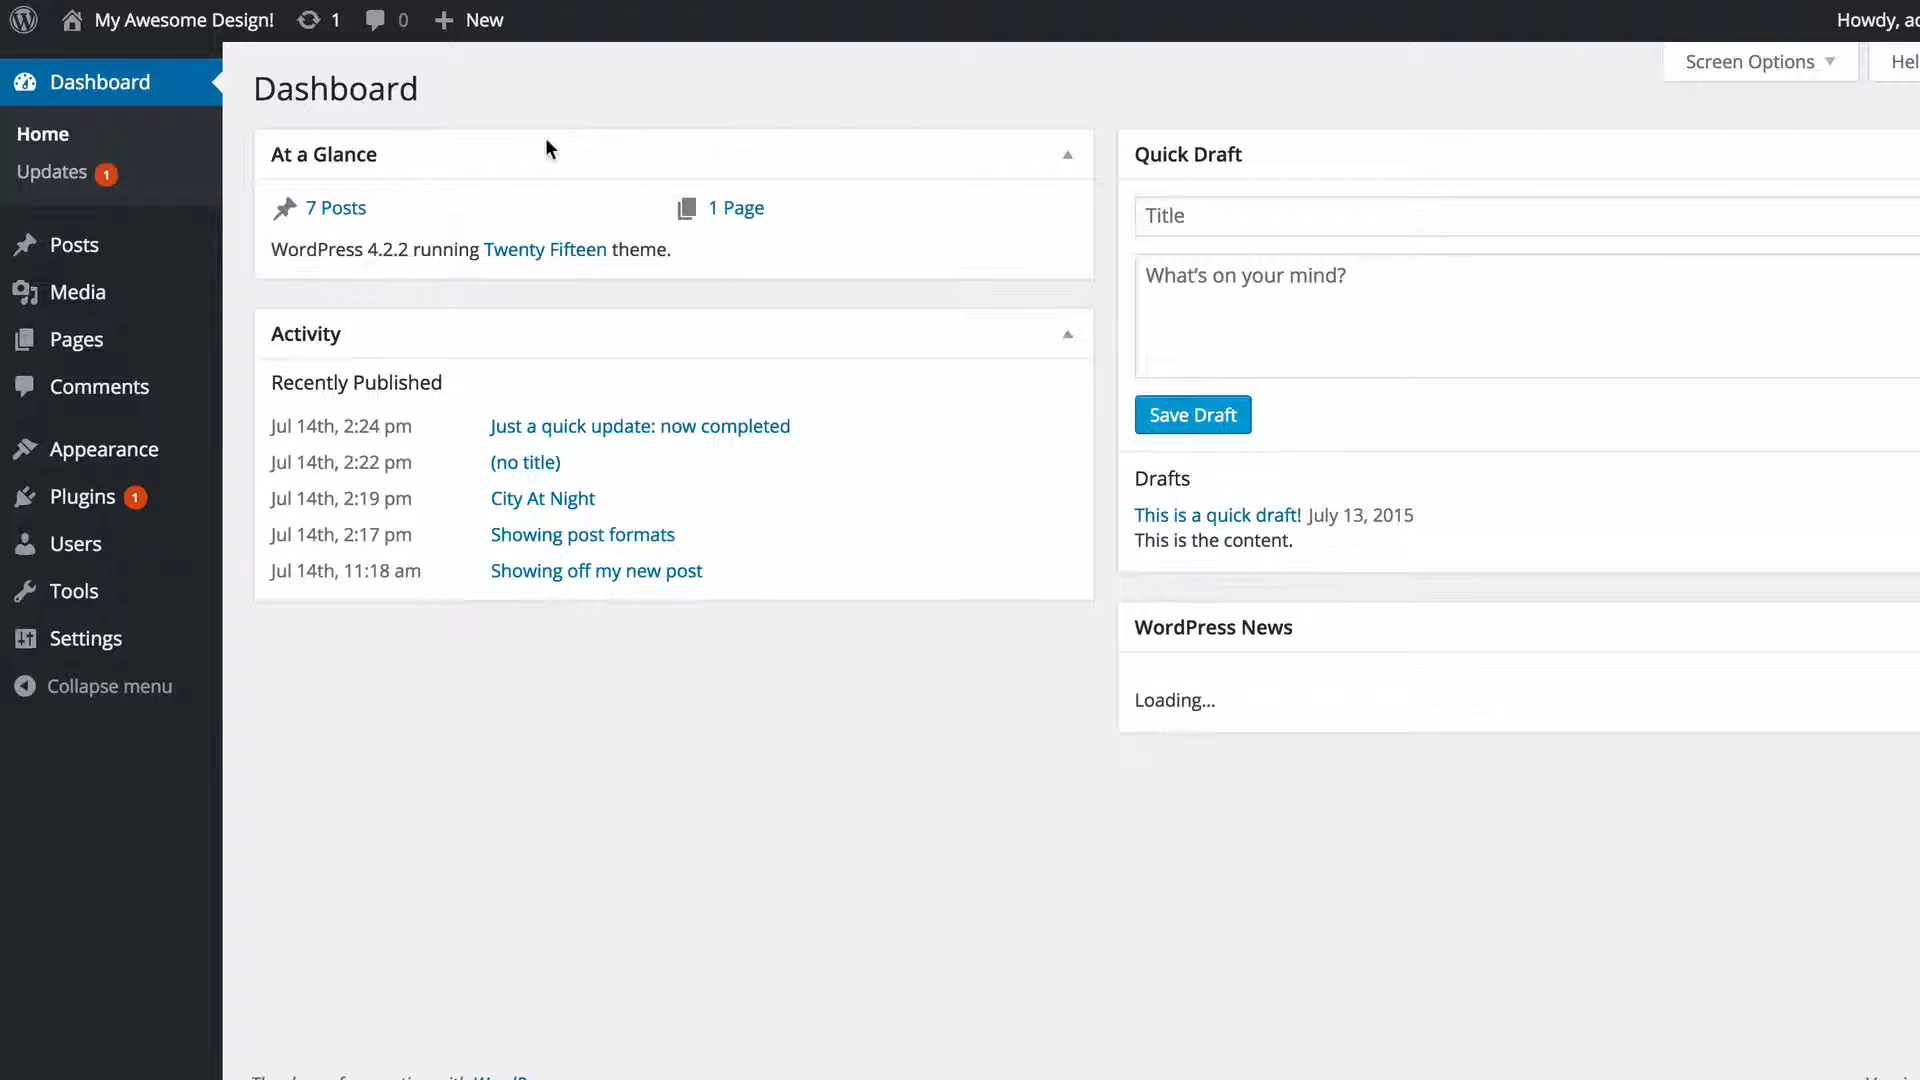 My Awesome Design! 1 0 New Howdy,
Dashboard
Home
Updates 1
Posts
Media
Pages
Comments
Appearance
Plugins 1
Users
Tools
Settings
Collapse menu
Screen Options
Dashboard
At a Glance
7 Posts 1 Page
WordPress 4.2.2 running Twenty Fifteen theme.
Activity
Recently Published
Jul 14th, 2:24 pm Just a quick update: now completed
Jul 14th, 2:22 pm (no title)
Jul 14th, 2:19 pm City At Night
Jul 14th, 2:17 pm Showing post formats
Jul 14th, 11:18 am Showing off my new post
Quick Draft
Title
What's on your mind?
Save Draft
Drafts
This is a quick draft! July 13, 2015
This is the content.
WordPress News
Loading...